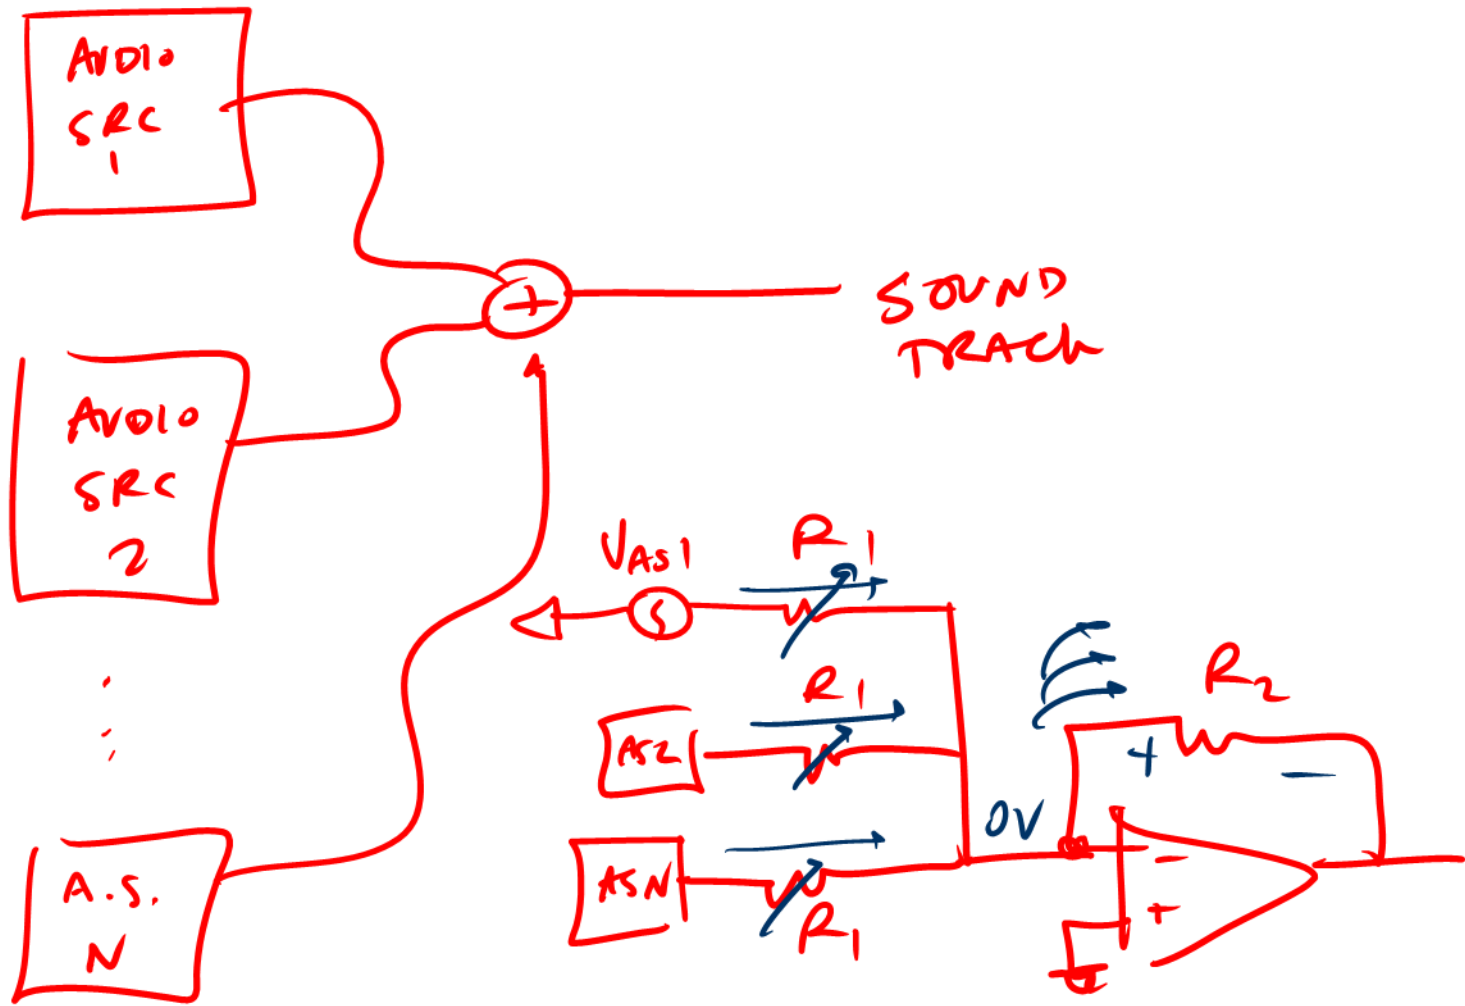 AUDIO
SRC
1
SOUND
TRACK
AUDIO
SRC
2
VAS1
R1
R1
R2
AS2
+
−
0V
A.S.
N
ASN
R1
−
+
+